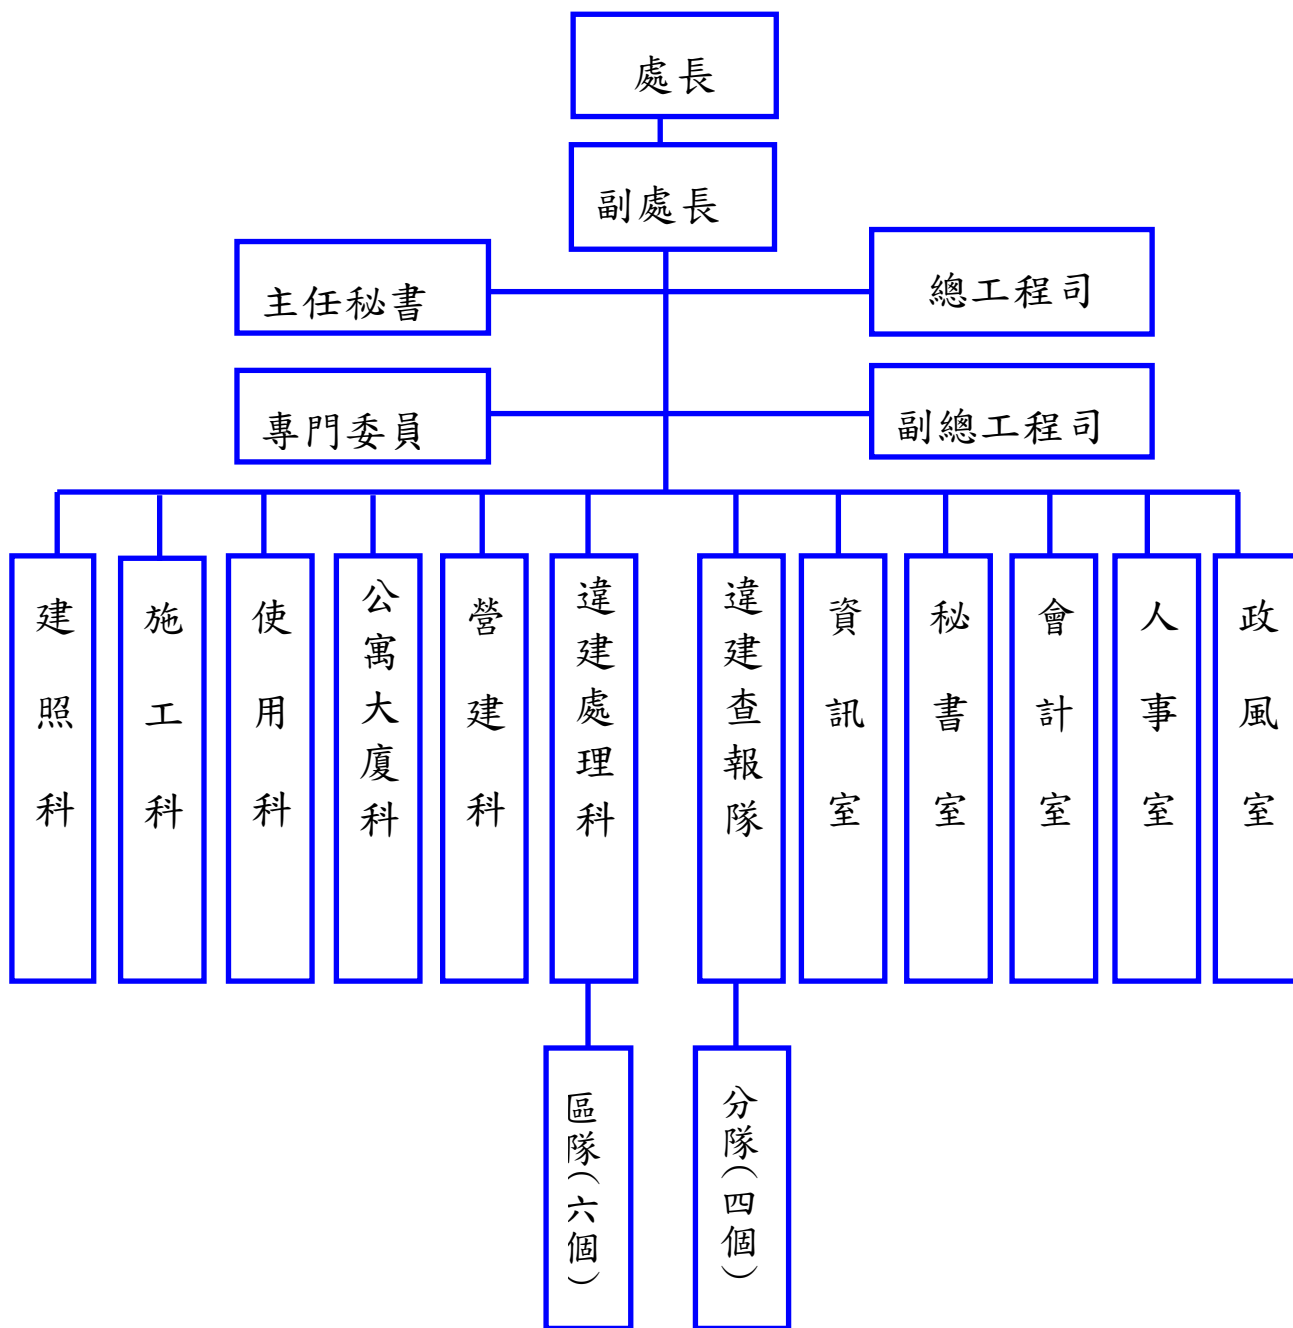 處長
副處長
主任秘書
總工程司
專門委員
副總工程司
建照科
施工科
使用科
公寓大廈科
營建科
違建處理科
違建查報隊
資訊室
秘書室
會計室
人事室
政風室
區隊（六個）
分隊（四個）